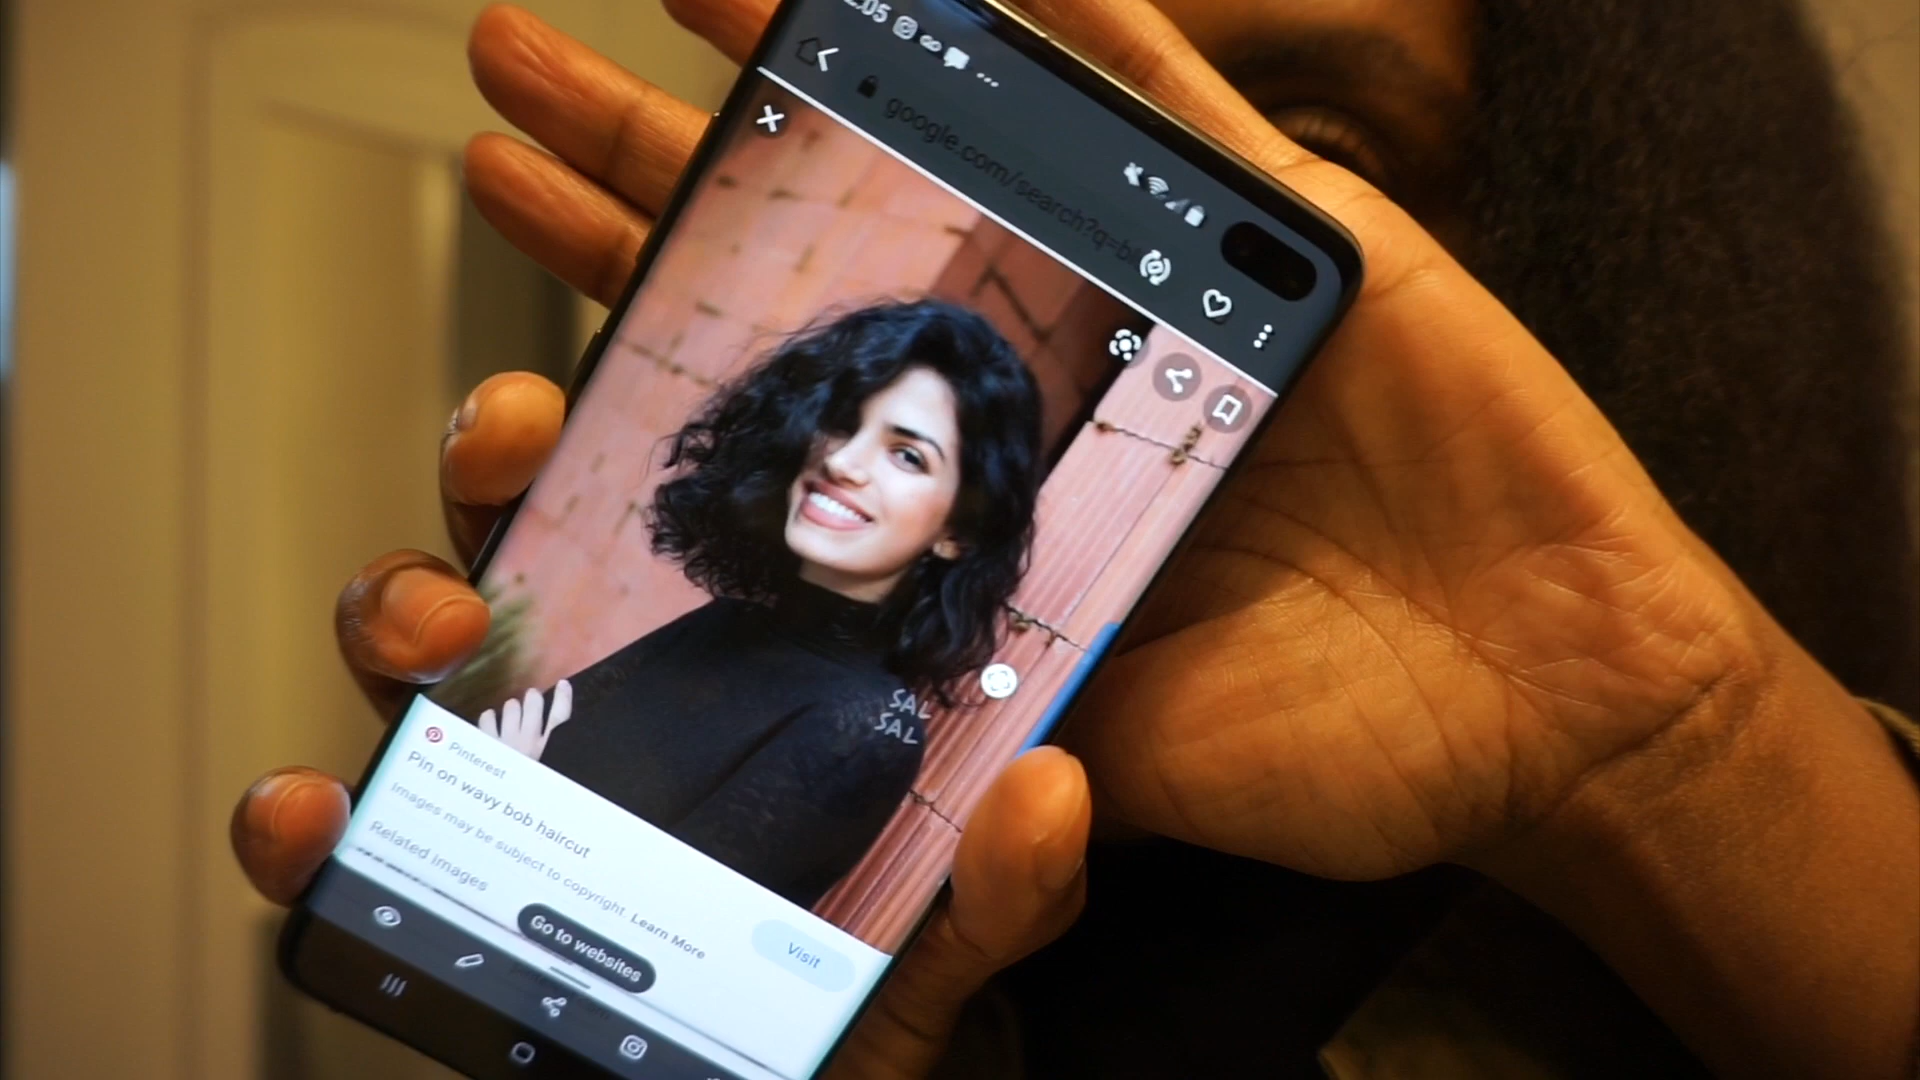 google.com/search?q=b
SAL
SAL
Pinterest
Pin on wavy bob haircut
Images may be subject to copyright. Learn More
Related images
Visit
Go to websites